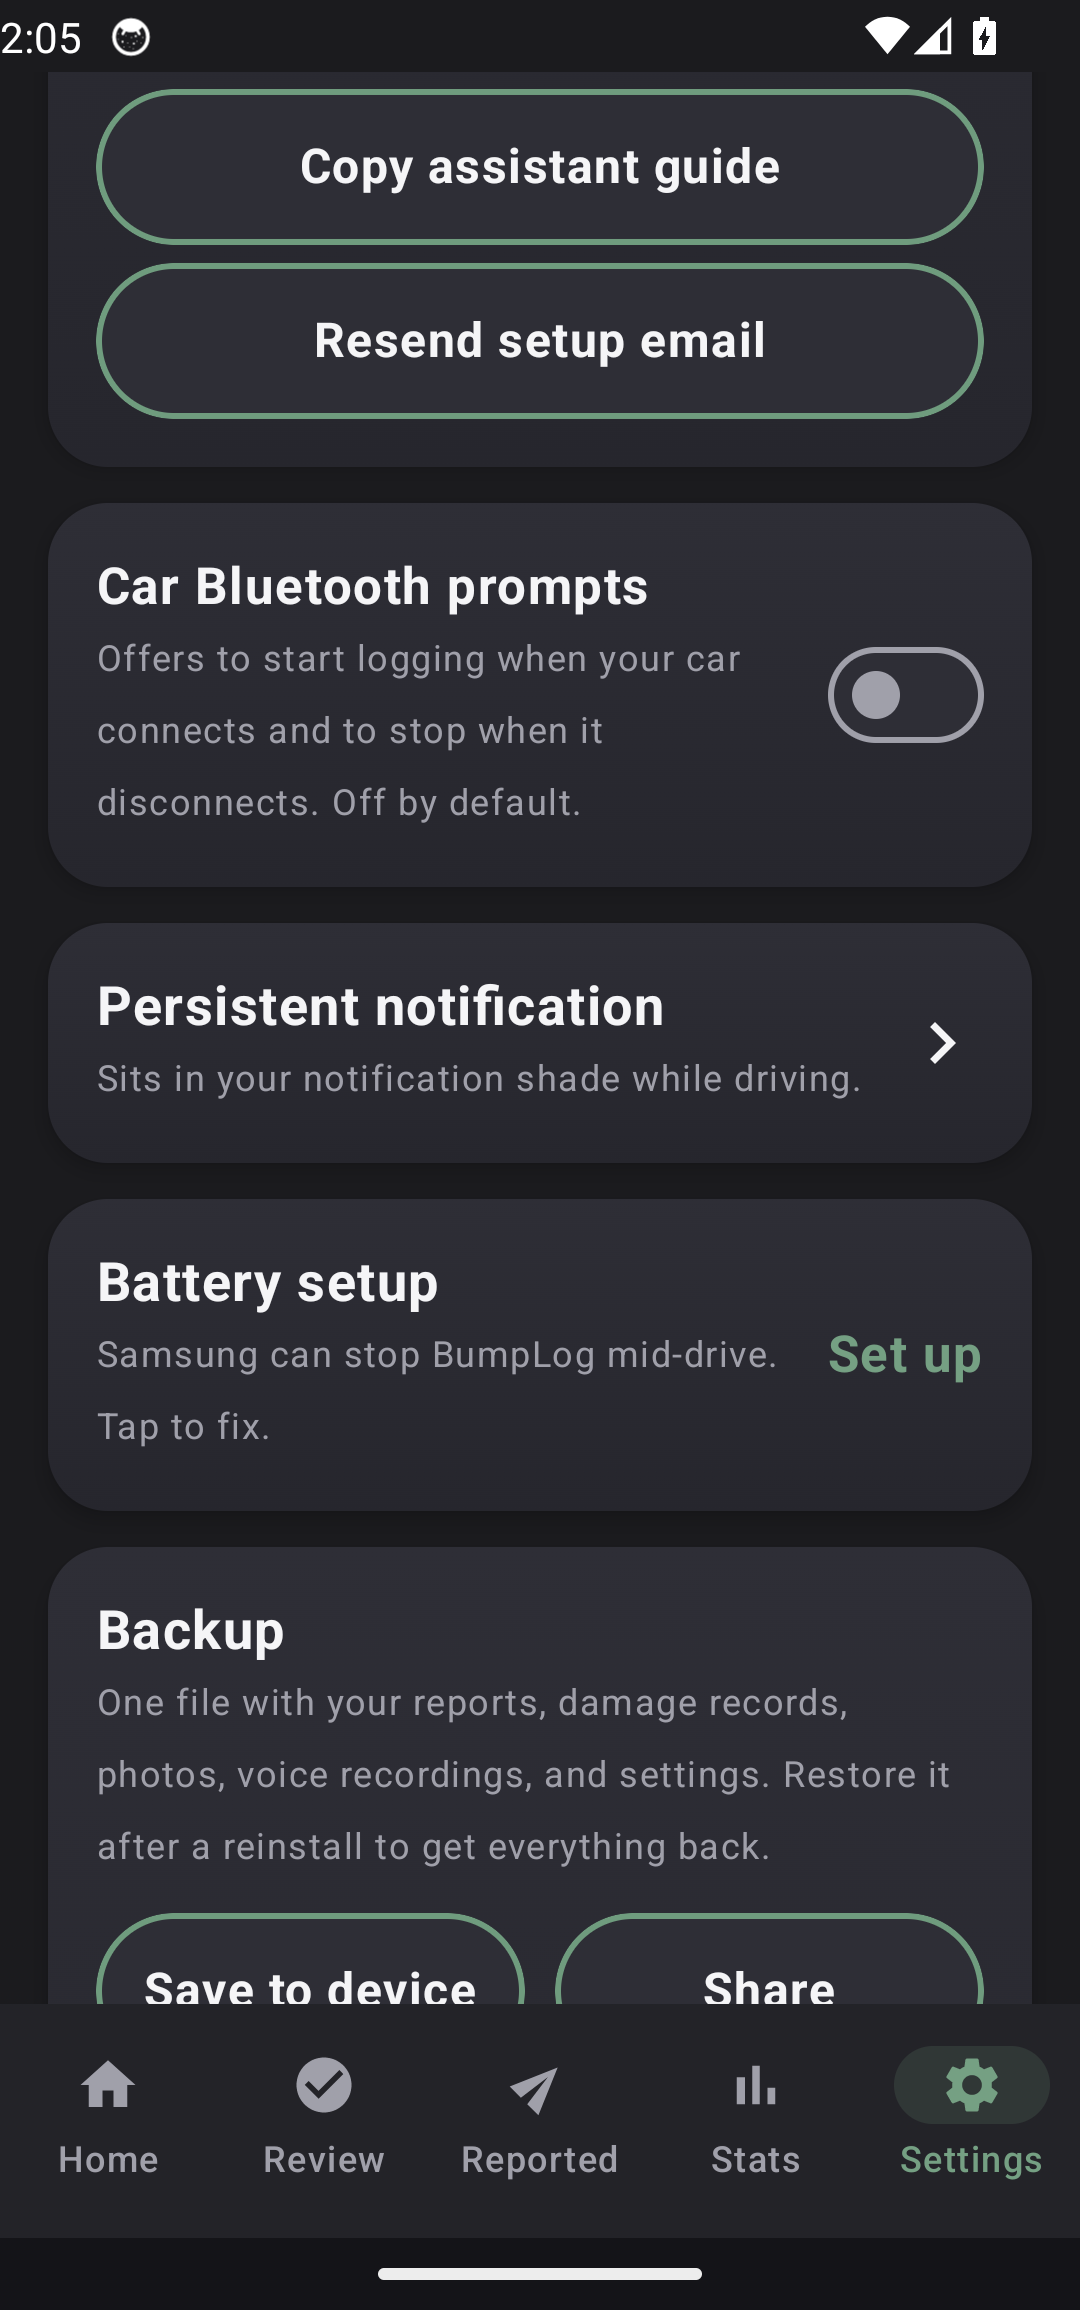 2:05
Copy assistant guide
Resend setup email
Car Bluetooth prompts
Offers to start logging when your car
connects and to stop when it
disconnects. Off by default.
Persistent notification
Sits in your notification shade while driving.
Battery setup
Samsung can stop BumpLog mid-drive.
Tap to fix.
Set up
Backup
One file with your reports, damage records,
photos, voice recordings, and settings. Restore it
after a reinstall to get everything back.
Save to device
Share
Home
Review
Reported
Stats
Settings